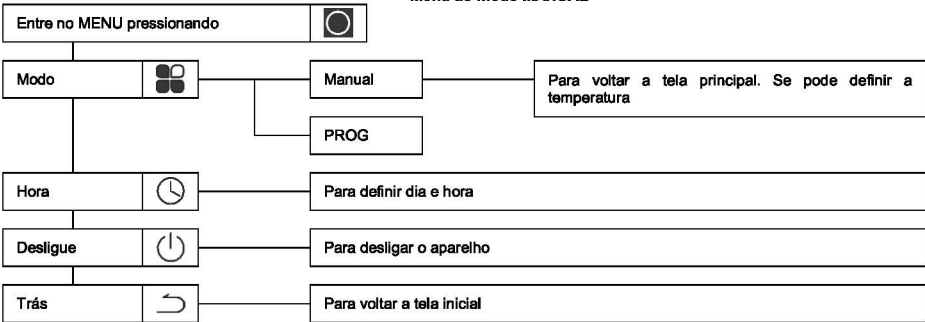 Entre no MENU pressionando
Modo
Manual
Para voltar a tela principal. Se pode definir a
temperatura
PROG
Hora
Para definir dia e hora
Desligue
Para desligar o aparelho
Trás
Para voltar a tela inicial